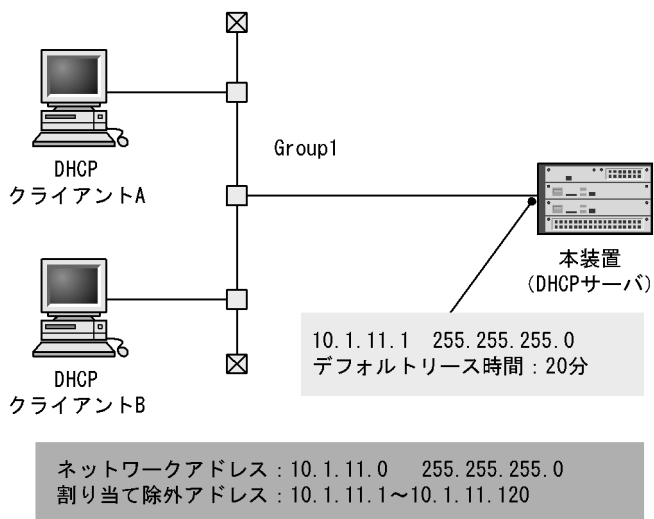 Group1
DHCP
クライアントA
本装置
(DHCPサーバ)
10.1.11.1 255.255.255.0
デフォルトリース時間：20分
DHCP
クライアントB
ネットワークアドレス：10.1.11.0 255.255.255.0
割り当て除外アドレス：10.1.11.1～10.1.11.120